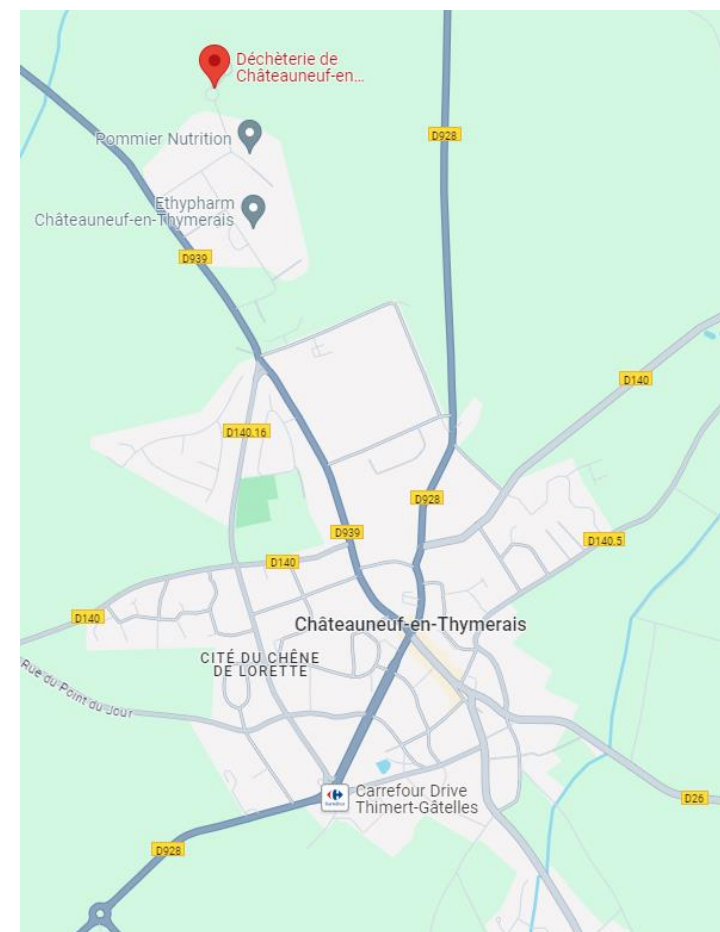 Déchèterie de
Châteauneuf-en...
D928
Pommier Nutrition
Ethypharm
Châteauneuf-en-Thymerais
D939
D140
D140.16
D928
D939
D140.5
D140
D140
Châteauneuf-en-Thymerais
CITÉ DU CHÊNE
DE LORETTE
Rue du Point du Jour
Carrefour Drive
Thimert-Gâtelles
D26
D928